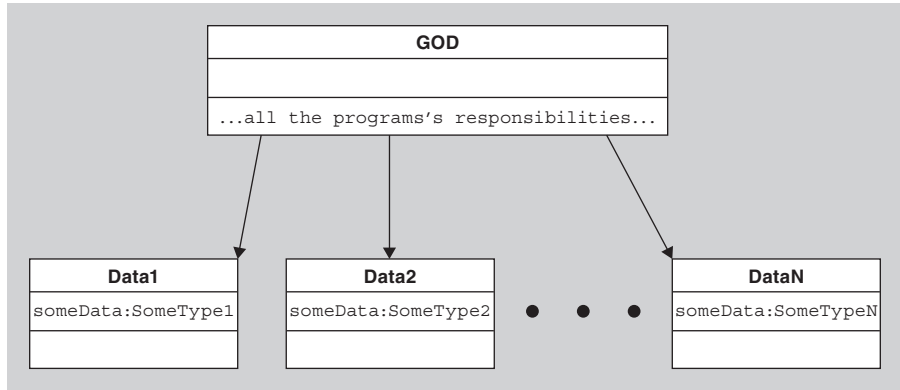 GOD
...all the programs's responsibilities...
Data1
Data2
DataN
someData:SomeType1
someData:SomeType2
someData:SomeTypeN